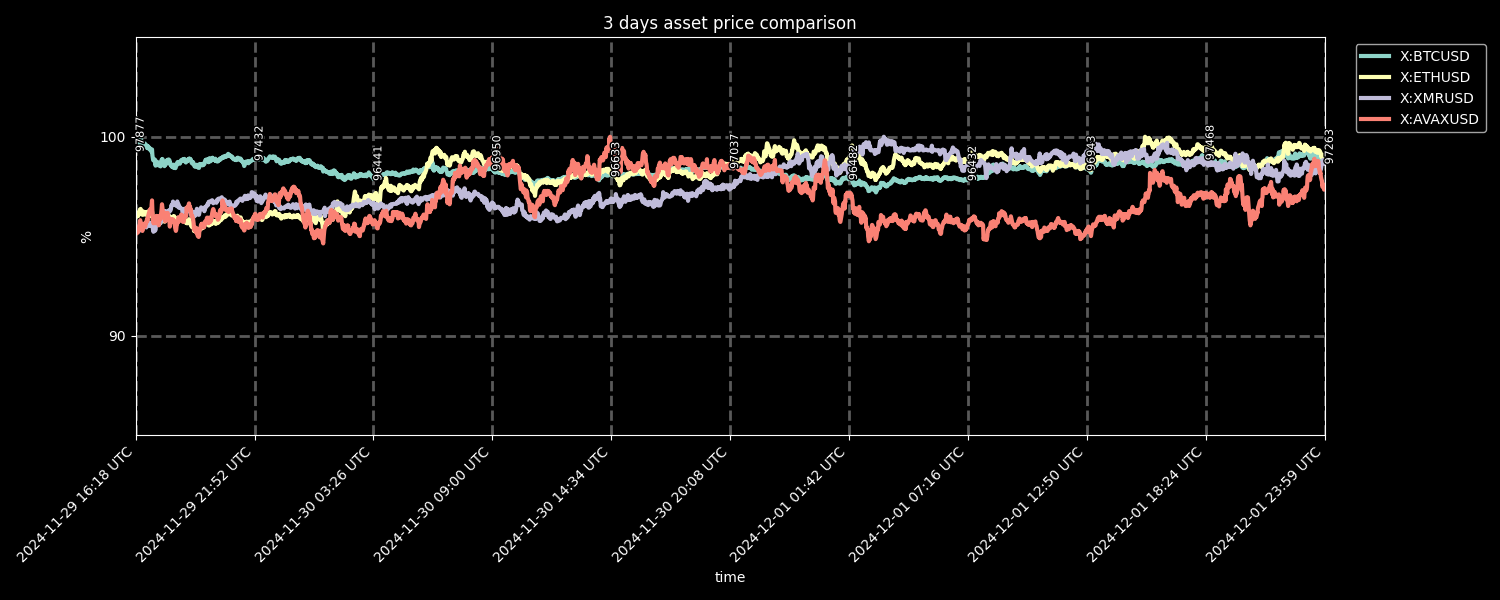 3 days asset price comparison
X:BTCUSD
X:ETHUSD
X:XMRUSD
X:AVAXUSD
100
90
%
97877
97432
96441
96950
96633
97037
96482
96432
96943
97468
97263
2024-11-29 16:18 UTC
2024-11-29 21:52 UTC
2024-11-30 03:26 UTC
2024-11-30 09:00 UTC
2024-11-30 14:34 UTC
2024-11-30 20:08 UTC
2024-12-01 01:42 UTC
2024-12-01 07:16 UTC
2024-12-01 12:50 UTC
2024-12-01 18:24 UTC
2024-12-01 23:59 UTC
time